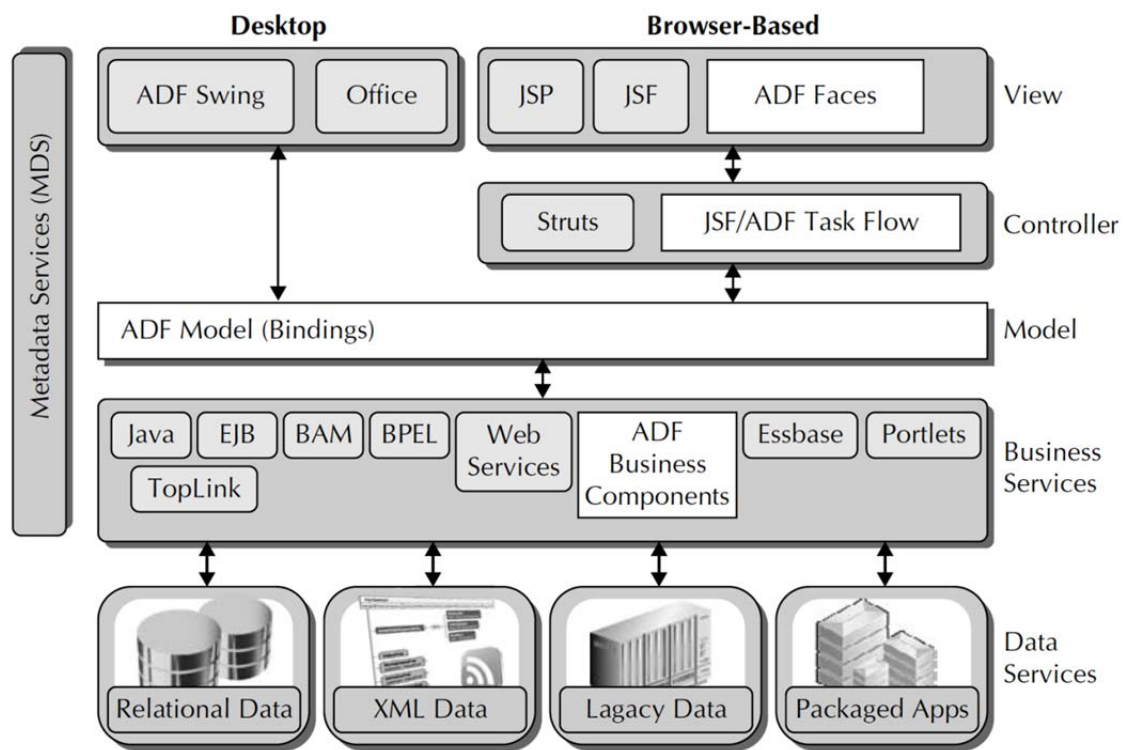 Desktop
Browser-Based
Metadata Services (MDS)
ADF Swing
Office
JSP
JSF
ADF Faces
View
Struts
JSF/ADF Task Flow
Controller
ADF Model (Bindings)
Model
Java
EJB
BAM
BPEL
Web
Services
ADF
Business
Components
Essbase
Portlets
TopLink
Business
Services
Relational Data
XML Data
Lagacy Data
Packaged Apps
Data
Services